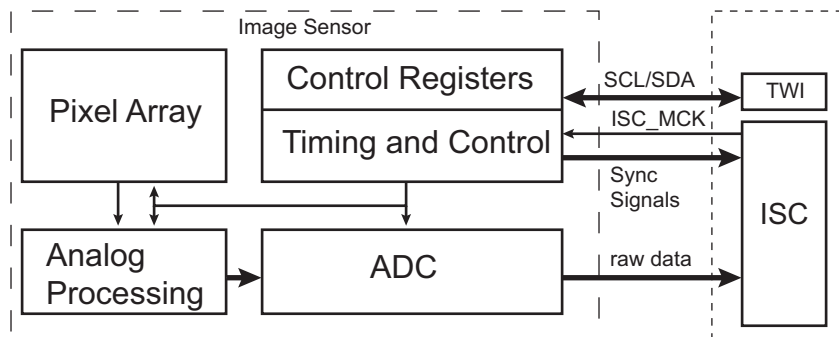 Image Sensor
Pixel Array
Control Registers
Timing and Control
SCL/SDA
TWI
ISC_MCK
Sync
Signals
ISC
Analog
Processing
ADC
raw data